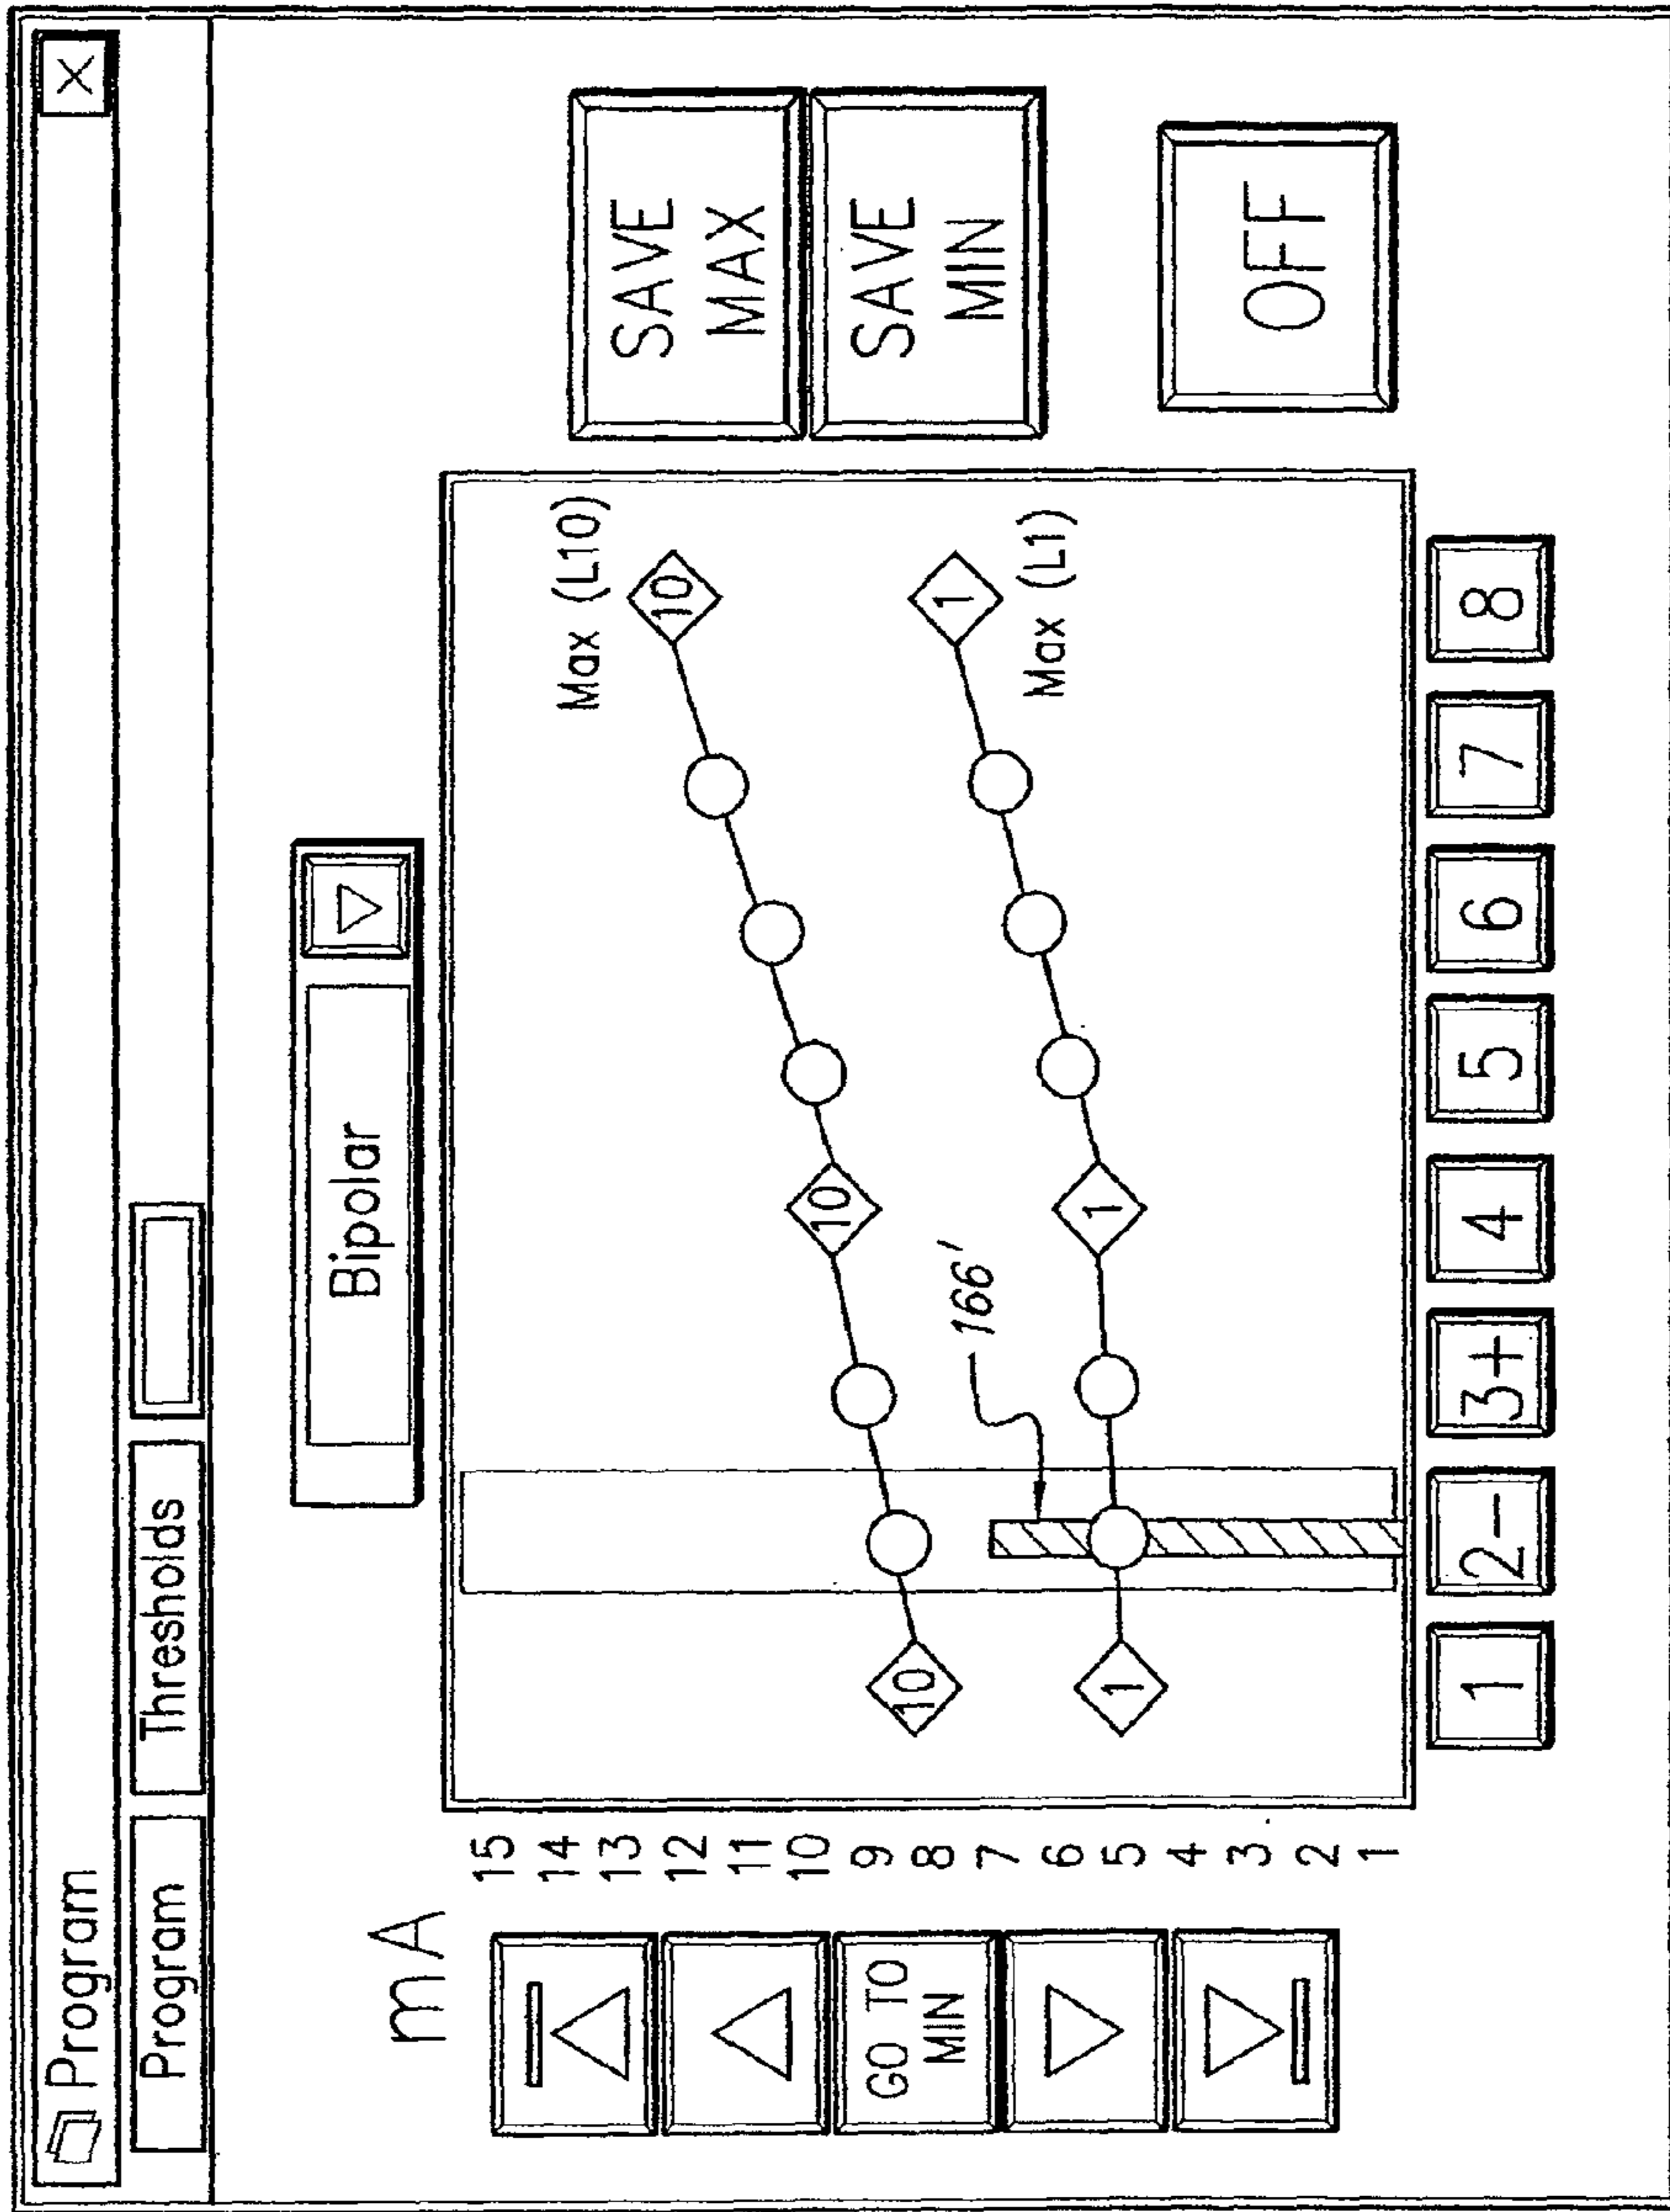 Program
X
Program
Thresholds
Bipolar
mA
GO TO
MIN
15
14
13
12
11
10
9
8
7
6
5
4
3
2
1
Max (L10)
10
10
10
166'
1
1
1
Max (L1)
SAVE
MAX
SAVE
MIN
OFF
1
2-
3+
4
5
6
7
8